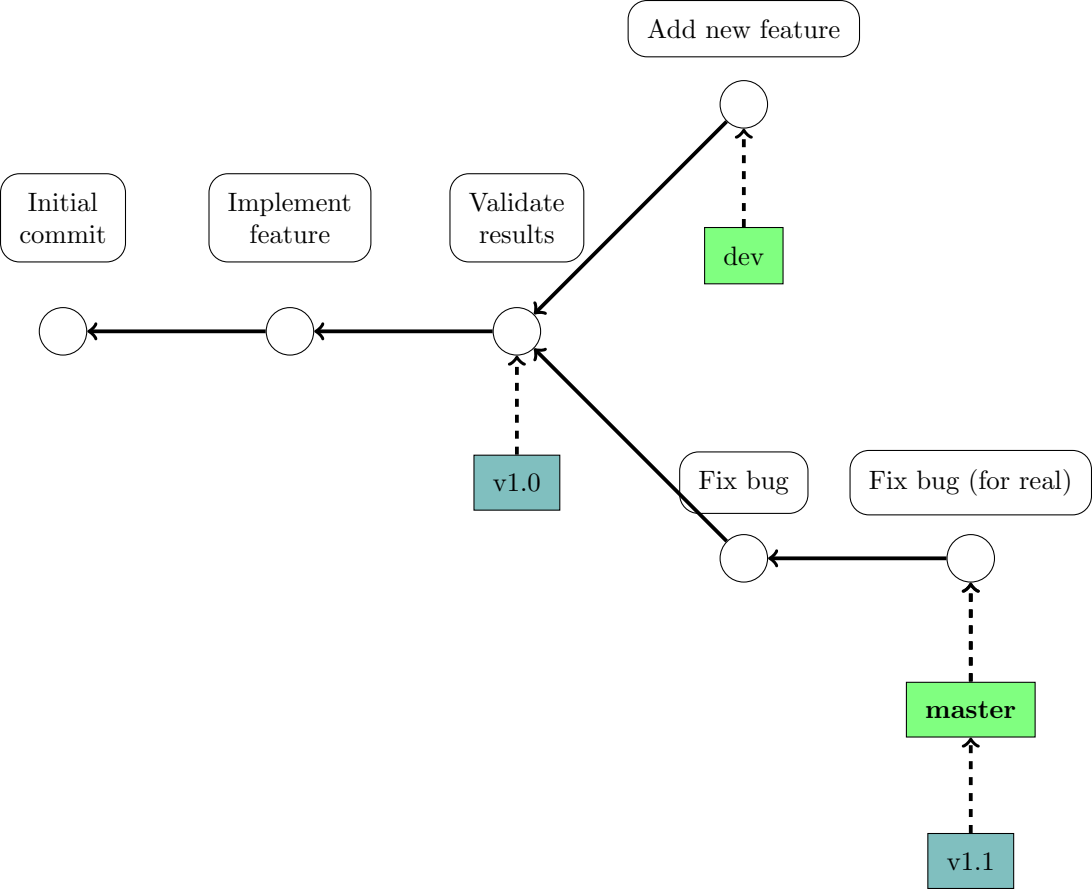 Add new feature
Initial
commit
Implement
feature
Validate
results
dev
v1.0
Fix bug
Fix bug (for real)
master
v1.1